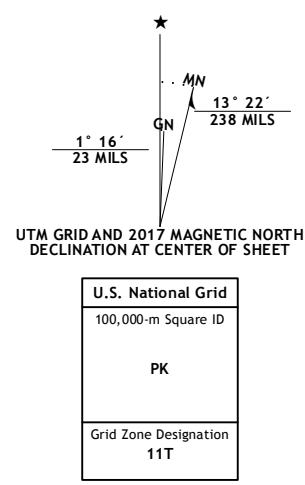 ★
MN
GN
13° 22´
238 MILS
1° 16´
23 MILS
UTM GRID AND 2017 MAGNETIC NORTH
DECLINATION AT CENTER OF SHEET
U.S. National Grid
100,000-m Square ID
PK
Grid Zone Designation
11T